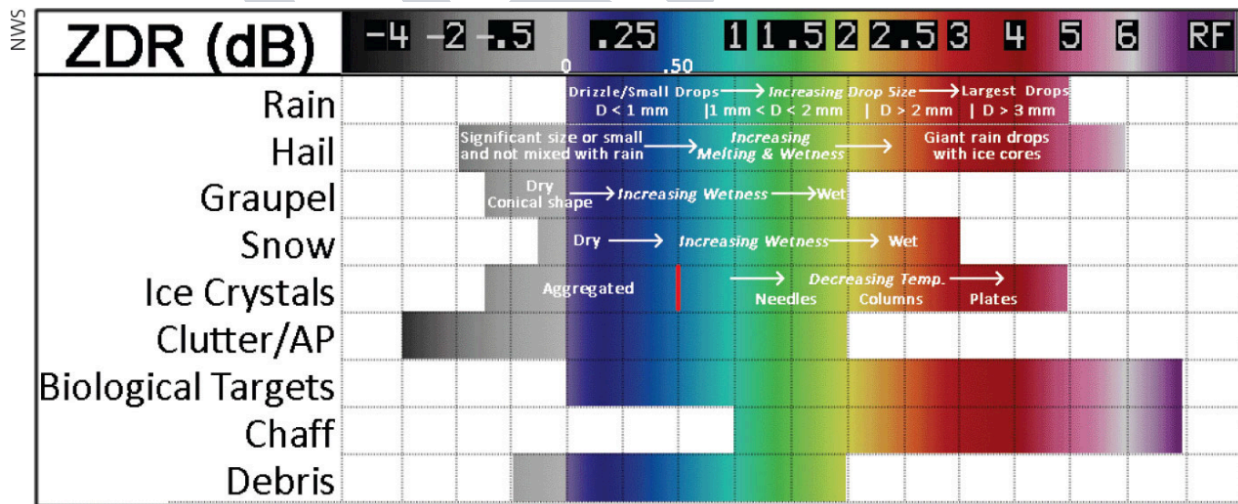 NWS
ZDR (dB)
-4 -2 -.5 0 .25 .50 1 1.5 2 2.5 3 4 5 6 RF
Rain
Drizzle/Small Drops Increasing Drop Size Largest Drops
D < 1 mm |1 mm < D < 2 mm | D > 2 mm | D > 3 mm
Hail
Significant size or small Increasing Giant rain drops
and not mixed with rain Melting & Wetness with ice cores
Graupel
Dry
Conical shape Increasing Wetness Wet
Snow
Dry Increasing Wetness Wet
Ice Crystals
Aggregated Decreasing Temp.
Needles Columns Plates
Clutter/AP
Biological Targets
Chaff
Debris